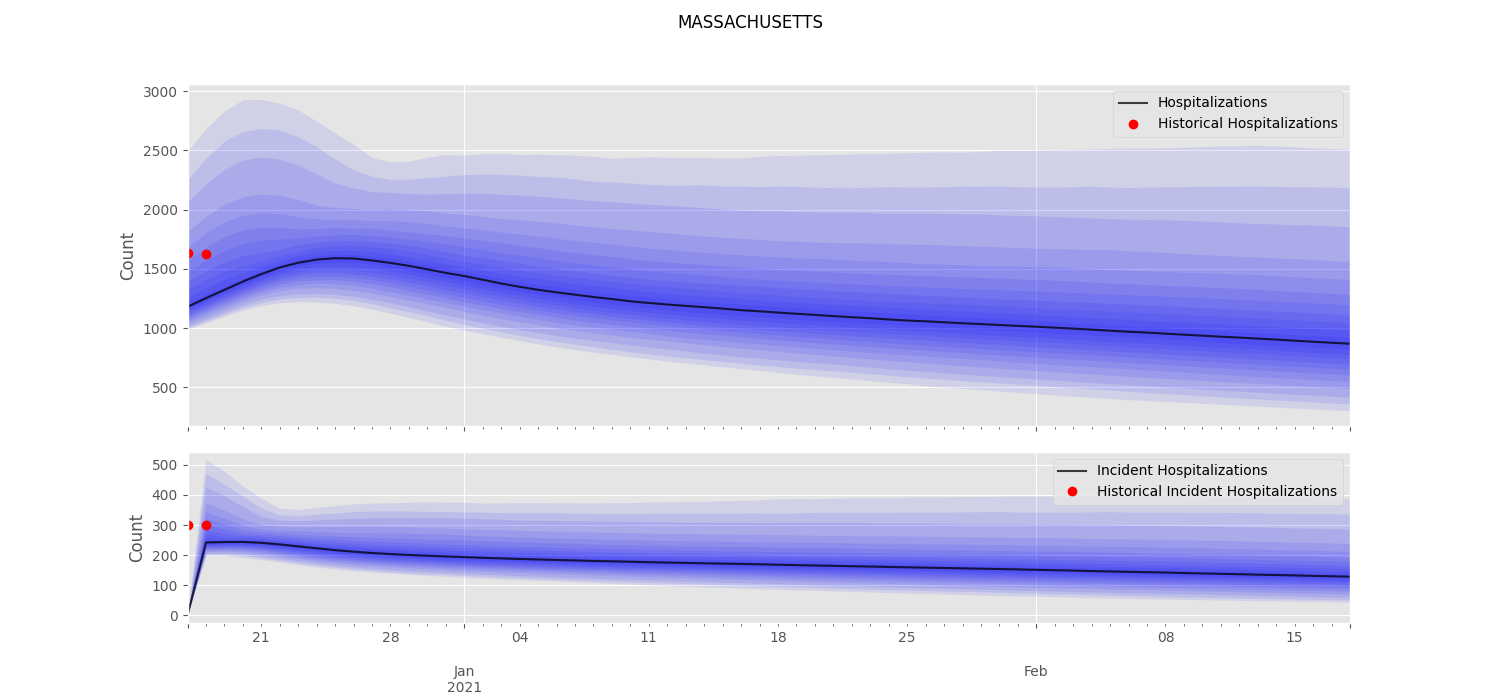 MASSACHUSETTS
3000
2500
2000
1500
1000
500
Count
Hospitalizations
Historical Hospitalizations
500
400
300
200
100
0
Count
Incident Hospitalizations
Historical Incident Hospitalizations
21 28 04 11 18 25 08 15
Jan Feb
2021